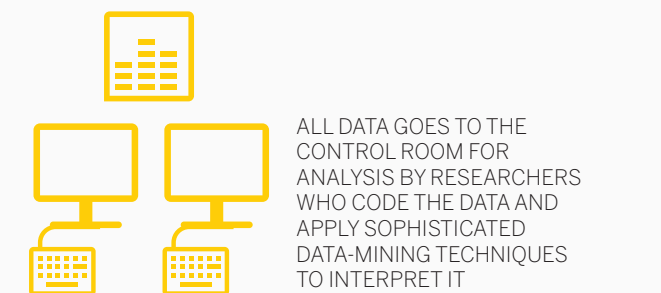 ALL DATA GOES TO THE
CONTROL ROOM FOR
ANALYSIS BY RESEARCHERS
WHO CODE THE DATA AND
APPLY SOPHISTICATED
DATA-MINING TECHNIQUES
TO INTERPRET IT